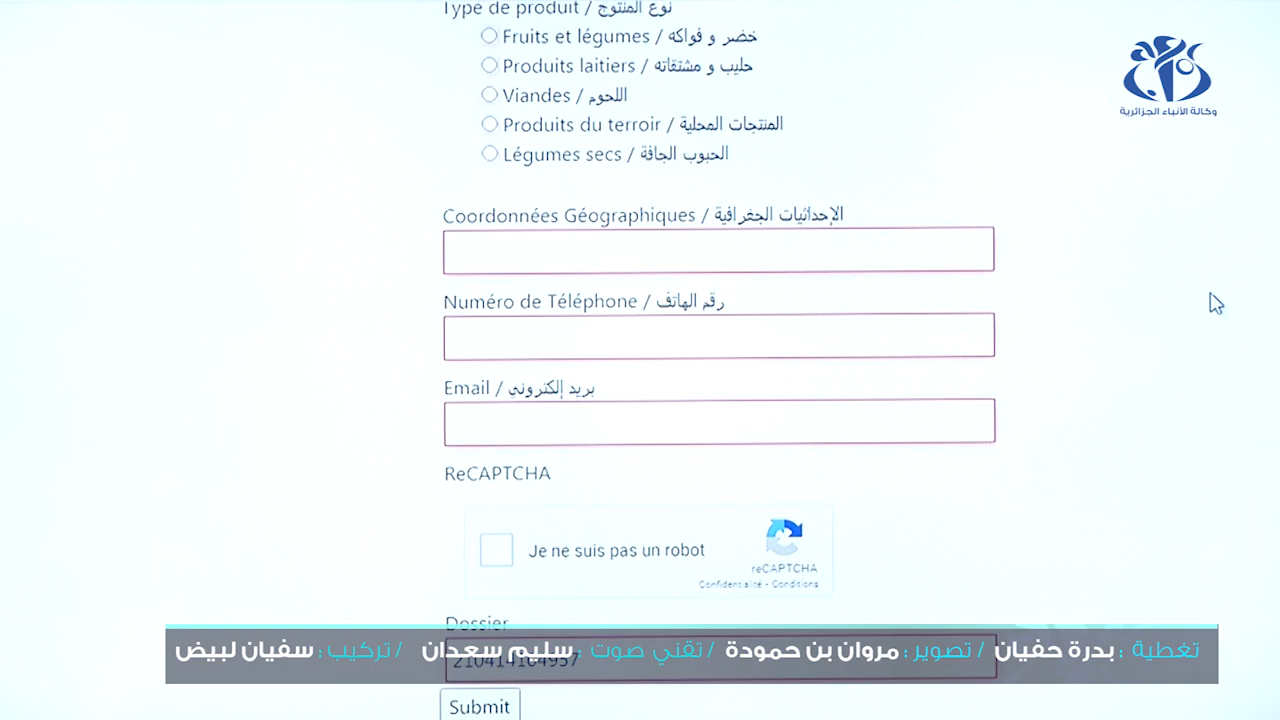 Type de produit / نوع المنتوج
Fruits et légumes / خضر و فواكه
Produits laitiers / حليب و مشتقاته
Viandes / اللحوم
Produits du terroir / المنتجات المحلية
Légumes secs / الحبوب الجافة
وكالة الأنباء الجزائرية
Coordonnées Géographiques / الإحداثيات الجغرافية
Numéro de Téléphone / رقم الهاتف
Email / بريد إلكتروني
ReCAPTCHA
Je ne suis pas un robot
reCAPTCHA
Confidentialité - Conditions
Dossier
تغطية : بدرة حفيان / تصوير : مروان بن حمودة / تقني صوت : سليم سعدان / تركيب : سفيان لبيض
Submit